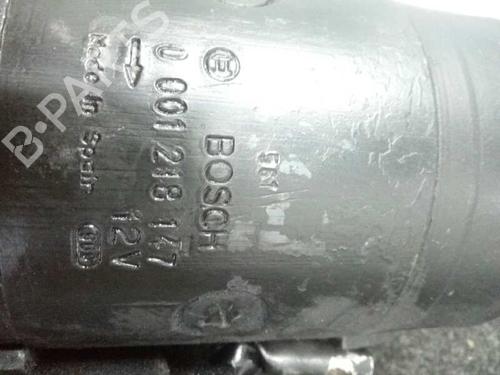 BOSCH
0 001 218 147
12V
Made in Spain
B-PARTS